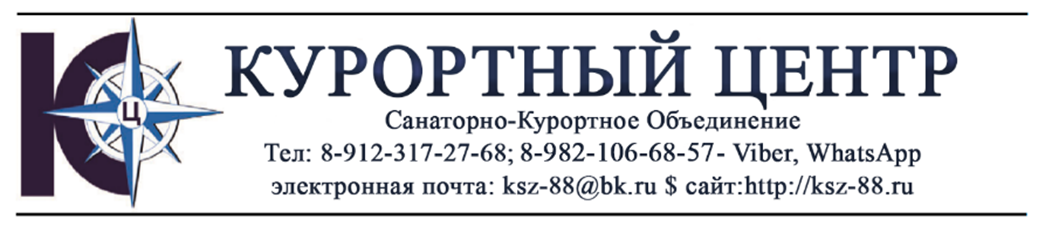 К
Ц
КУРОРТНЫЙ ЦЕНТР
Санаторно-Курортное Объединение
Тел: 8-912-317-27-68; 8-982-106-68-57- Viber, WhatsApp
электронная почта: ksz-88@bk.ru $ сайт:http://ksz-88.ru